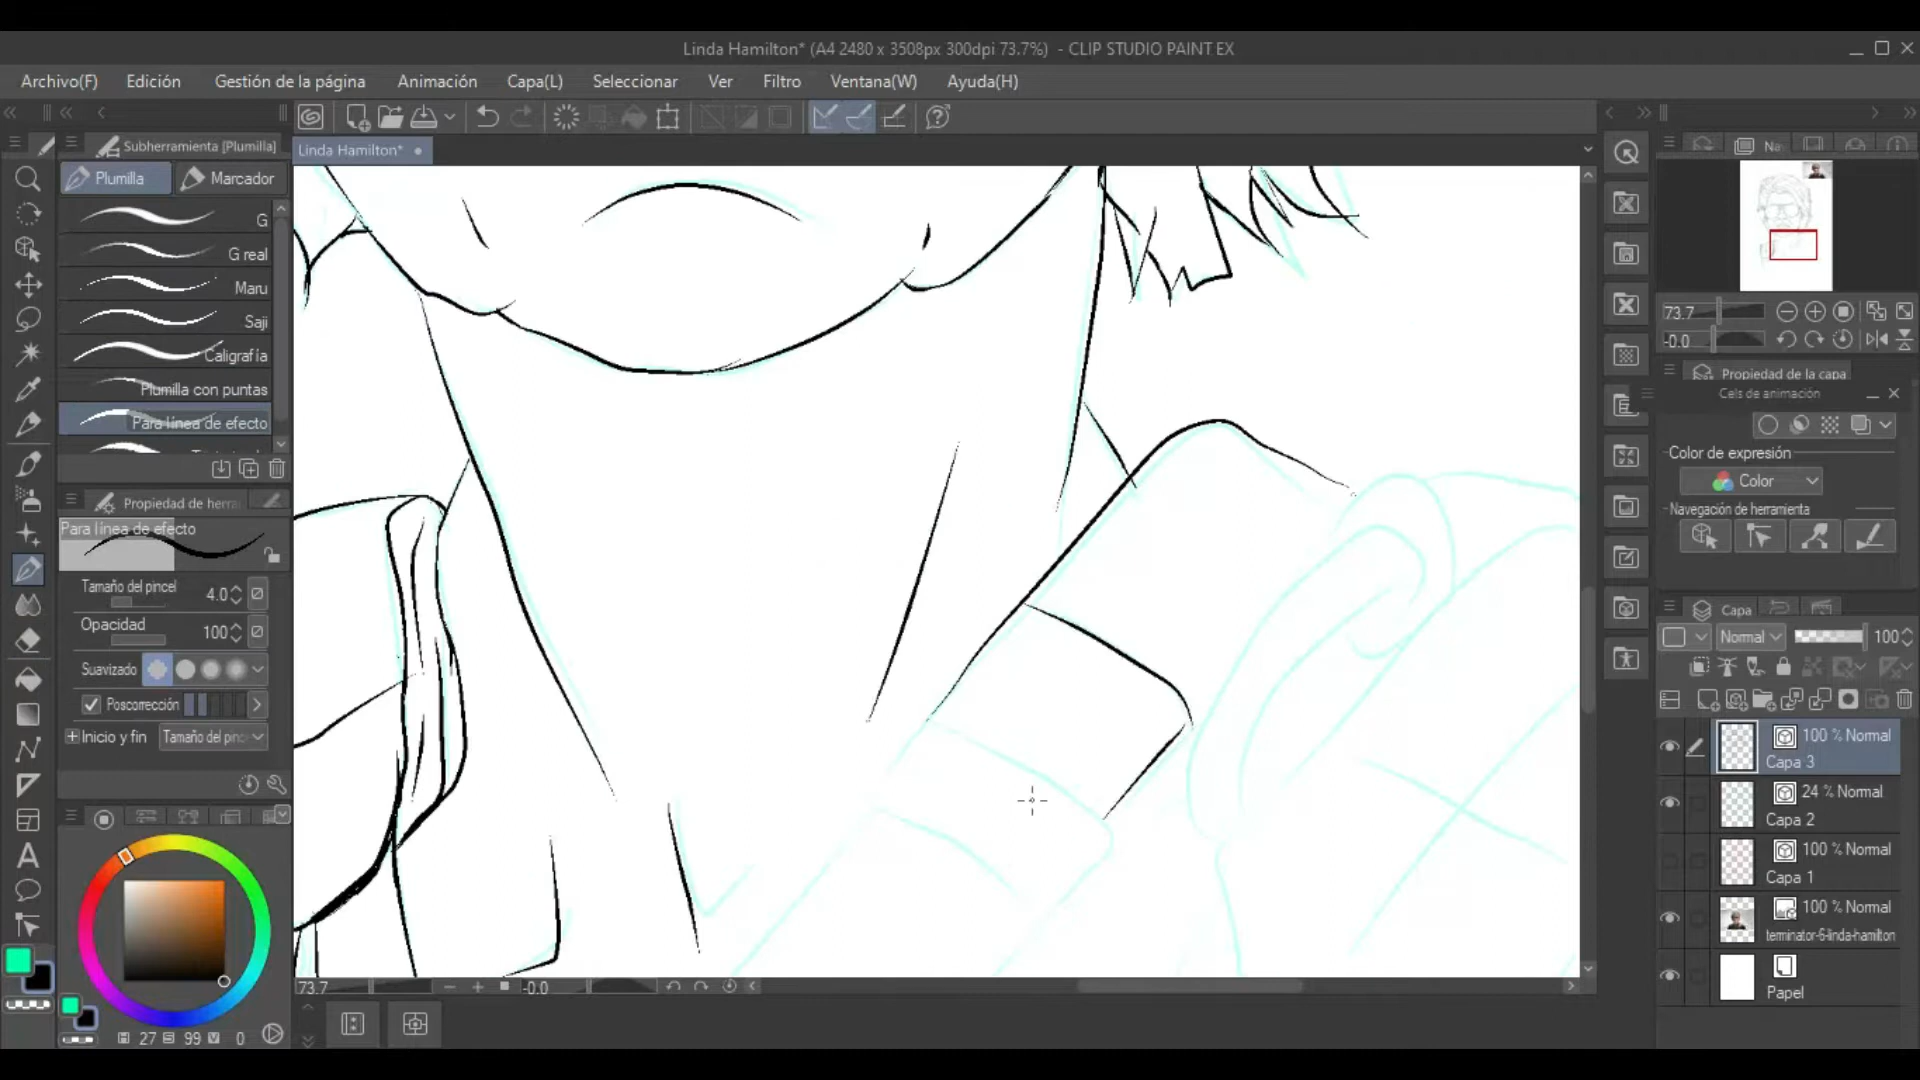 Linda Hamilton* (A4 2480 x 3508px 300dpi 73.7%) - CLIP STUDIO PAINT EX
Archivo(F) Edición Gestión de la página Animación Capa(L) Seleccionar Ver Filtro Ventana(W) Ayuda(H)
Subherramienta [Plumilla]
Linda Hamilton*
Plumilla
Marcador
G
G real
Maru
Saji
Caligrafía
Plumilla con puntas
Para línea de efecto
Propiedad de herra
Para línea de efecto
Tamaño del pincel 4.0
Opacidad 100
Suavizado
Poscorrección
Inicio y fin Tamaño del pinc
27 99 0
73.7 -0.0
Na
73.7
-0.0
Propiedad de la capa
Cels de animación
Color de expresión
Color
Navegación de herramienta
Capa
Normal 100
100 % Normal
Capa 3
24 % Normal
Capa 2
100 % Normal
Capa 1
100 % Normal
terminator-6-linda-hamilton
Papel